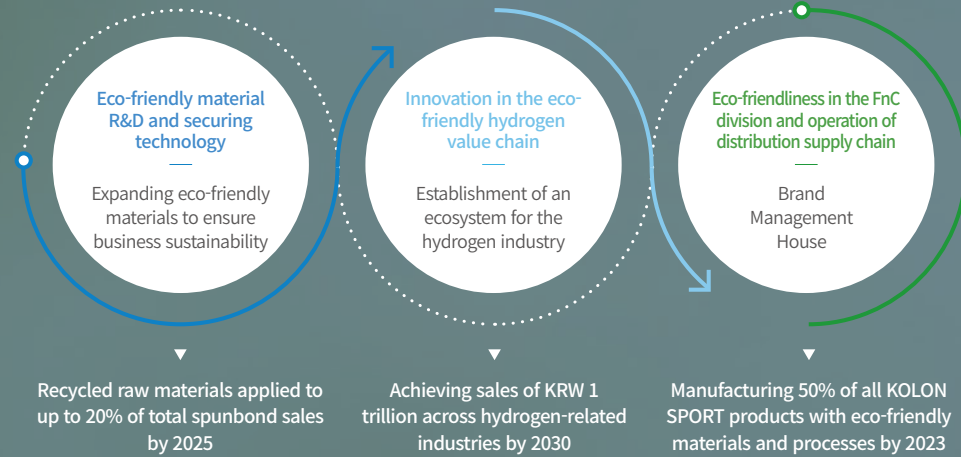 Eco-friendly material
R&D and securing
technology
Expanding eco-friendly
materials to ensure
business sustainability
Recycled raw materials applied to
up to 20% of total spunbond sales
by 2025
Innovation in the eco-
friendly hydrogen
value chain
Establishment of an
ecosystem for the
hydrogen industry
Achieving sales of KRW 1
trillion across hydrogen-related
industries by 2030
Eco-friendliness in the FnC
division and operation of
distribution supply chain
Brand
Management
House
Manufacturing 50% of all KOLON
SPORT products with eco-friendly
materials and processes by 2023